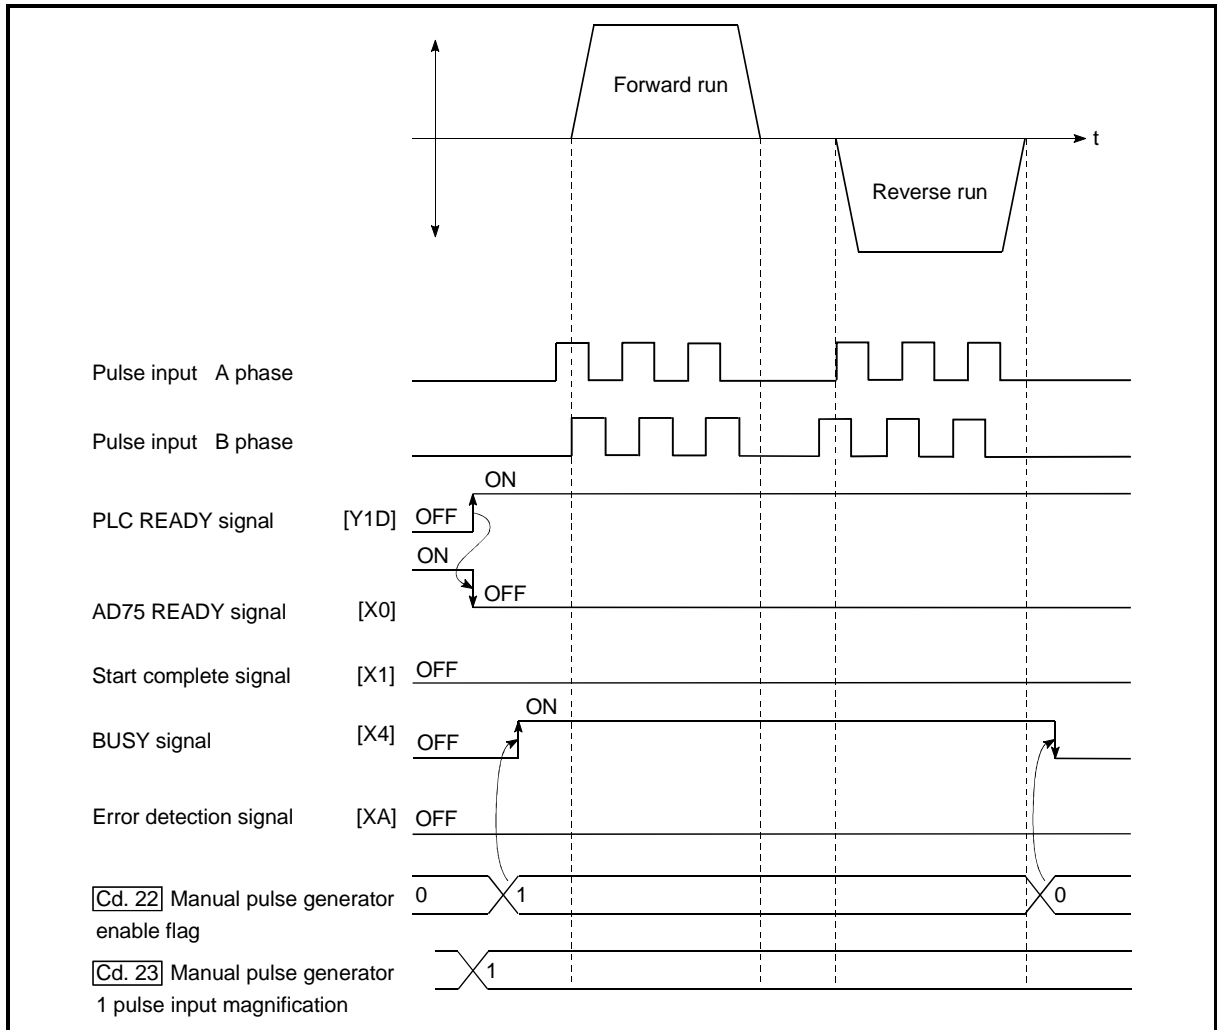 Forward run
t
Reverse run
Pulse input A phase
Pulse input B phase
ON
PLC READY signal [Y1D] OFF
ON
OFF
AD75 READY signal [X0]
Start complete signal [X1] OFF
ON
BUSY signal [X4] OFF
Error detection signal [XA] OFF
Cd. 22 Manual pulse generator 0 1 0
enable flag
Cd. 23 Manual pulse generator 1
1 pulse input magnification